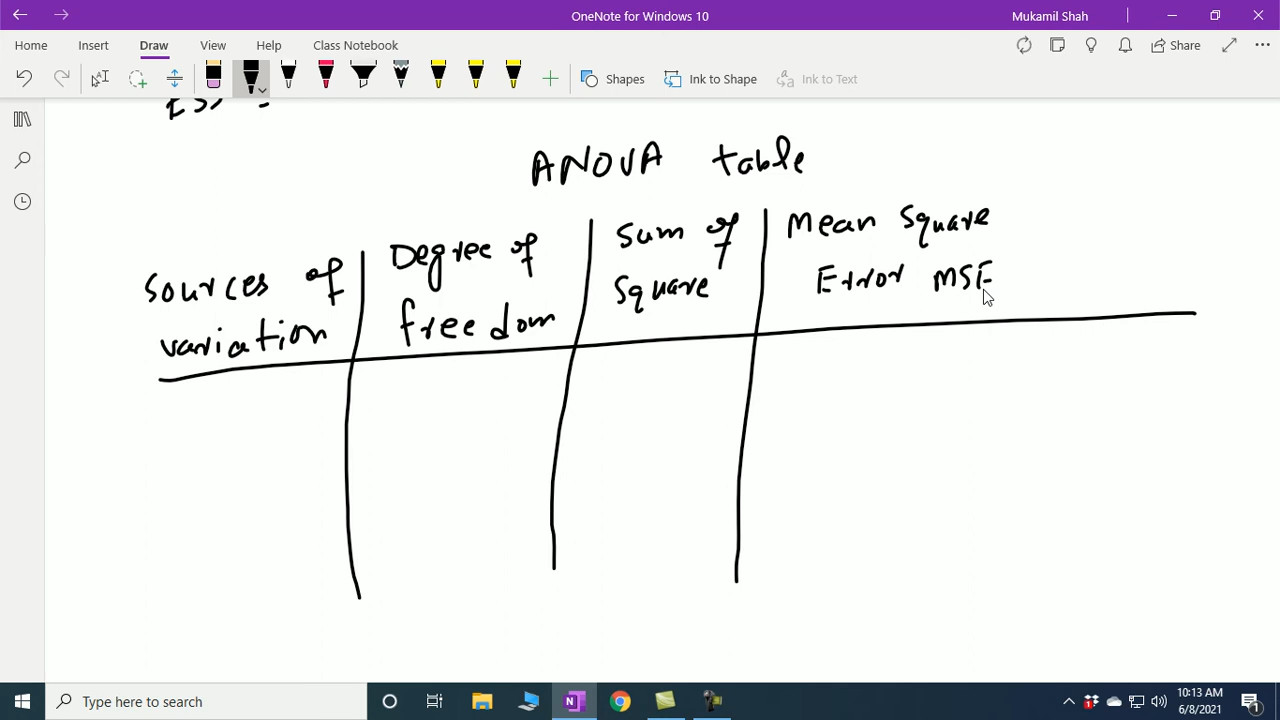 OneNote for Windows 10
Mukamil Shah
Home Insert Draw View Help Class Notebook
Share
Shapes
Ink to Shape
Ink to Text
ESS =
ANOVA table
Sources of
variation
Degree of
freedom
Sum of
Square
Mean Square
Error MSE
Type here to search
10:13 AM
6/8/2021
1